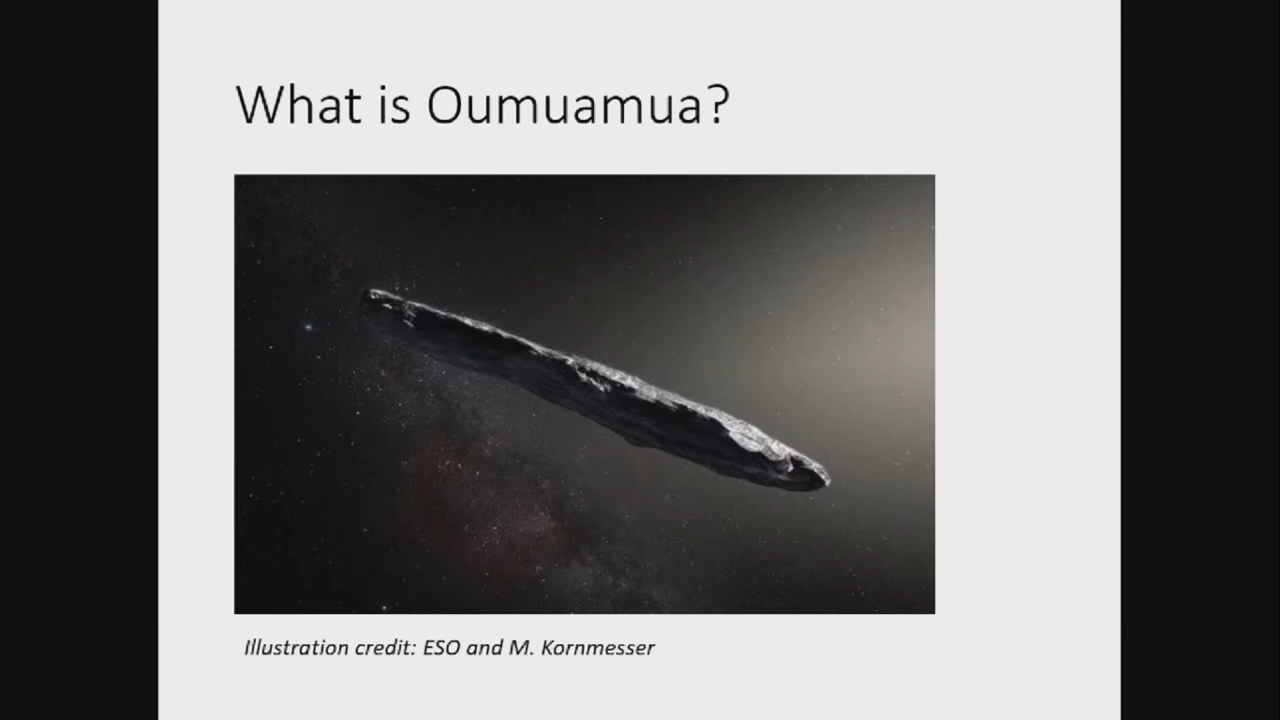 What is Oumuamua?
Illustration credit: ESO and M. Kornmesser